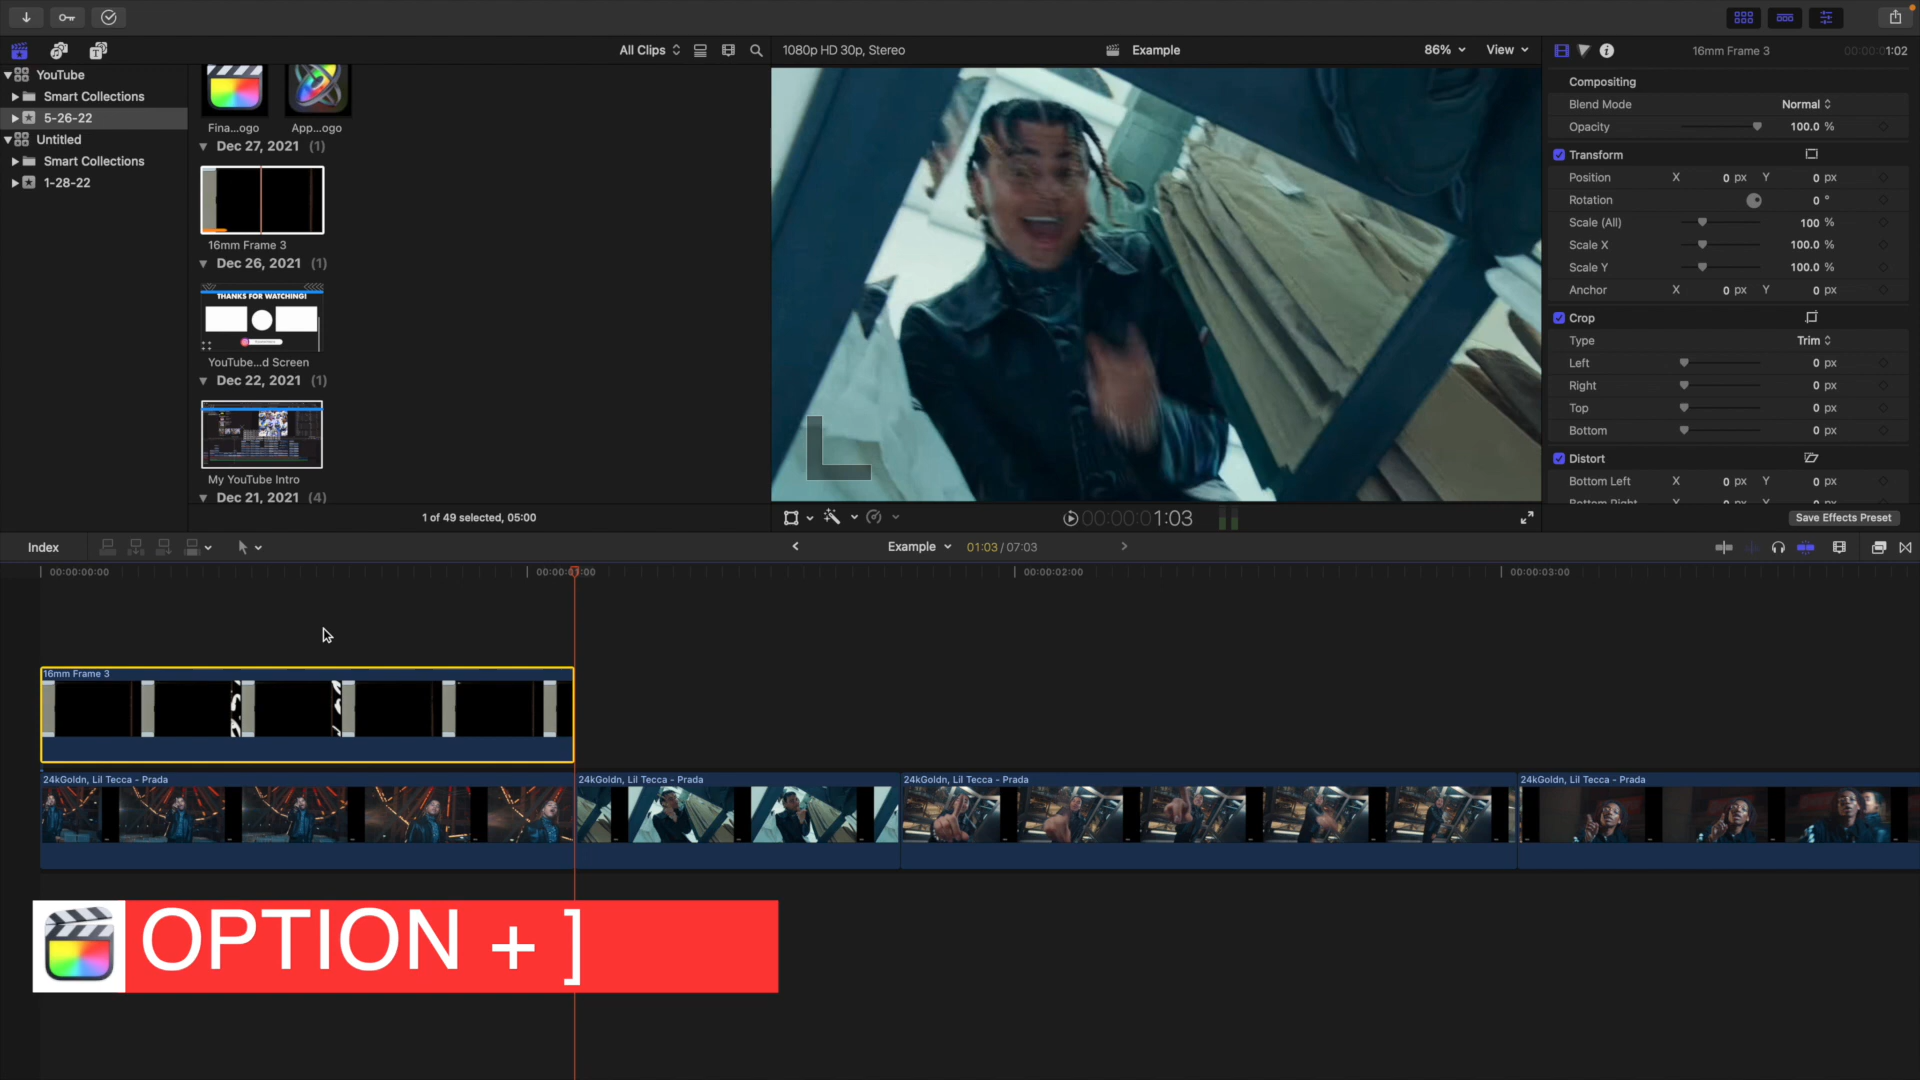 All Clips
1080p HD 30p, Stereo
Example
86%
View
16mm Frame 3
00:00:01:02
YouTube
Smart Collections
5-26-22
Untitled
Smart Collections
1-28-22
Fina...ogo
App...ogo
Dec 27, 2021 (1)
16mm Frame 3
Dec 26, 2021 (1)
THANKS FOR WATCHING!
YouTube...d Screen
Dec 22, 2021 (1)
My YouTube Intro
Dec 21, 2021 (4)
1 of 49 selected, 05:00
Compositing
Blend Mode Normal
Opacity 100.0 %
Transform
Position X 0 px Y 0 px
Rotation 0 °
Scale (All) 100 %
Scale X 100.0 %
Scale Y 100.0 %
Anchor X 0 px Y 0 px
Crop
Type Trim
Left 0 px
Right 0 px
Top 0 px
Bottom 0 px
Distort
Bottom Left X 0 px Y 0 px
Bottom Right X 0 px Y 0 px
Save Effects Preset
00:00:00:01:03
Index
Example
01:03 / 07:03
00:00:00:00
00:00:01:00
00:00:02:00
00:00:03:00
16mm Frame 3
24kGoldn, Lil Tecca - Prada
24kGoldn, Lil Tecca - Prada
24kGoldn, Lil Tecca - Prada
24kGoldn, Lil Tecca - Prada
OPTION + ]